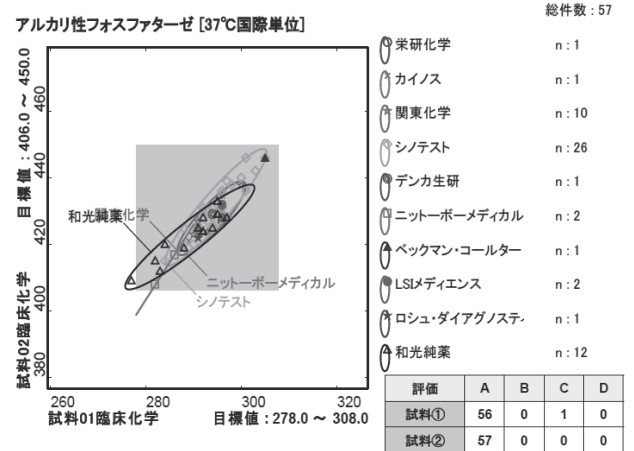 総件数 : 57
アルカリ性フォスファターゼ [37℃国際単位]
目標値 : 406.0 ～ 450.0
試料02臨床化学
460
440
420
400
380
和光純薬
関東化学
ニットーボーメディカル
シノテスト
260
280
300
320
試料01臨床化学 目標値 : 278.0 ～ 308.0
栄研化学 n : 1
カイノス n : 1
関東化学 n : 10
シノテスト n : 26
デンカ生研 n : 1
ニットーボーメディカル n : 2
ベックマン・コールター n : 1
LSIメディエンス n : 2
ロシュ・ダイアグノスティ n : 1
和光純薬 n : 12
評価 A B C D
試料① 56 0 1 0
試料② 57 0 0 0